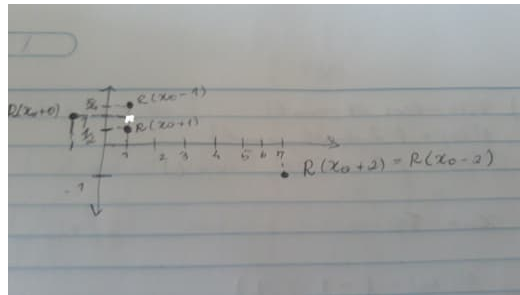 R(x₀-1)
R(x₀+0)
R(x₀+1)
1 2 3 4 5 6 7
R(x₀+2) = R(x₀-2)
-1